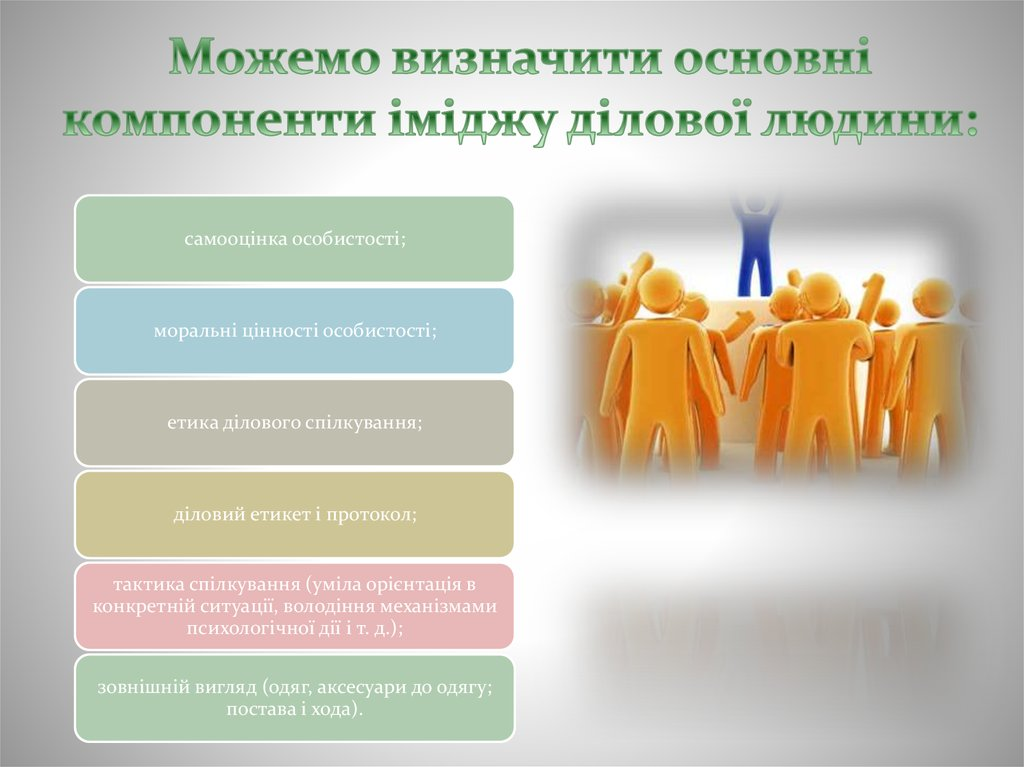 Можемо визначити основні
компоненти іміджу ділової людини:
самооцінка особистості;
моральні цінності особистості;
етика ділового спілкування;
діловий етикет і протокол;
тактика спілкування (уміла орієнтація в
конкретній ситуації, володіння механізмами
психологічної дії і т. д.);
зовнішній вигляд (одяг, аксесуари до одягу;
постава і хода).